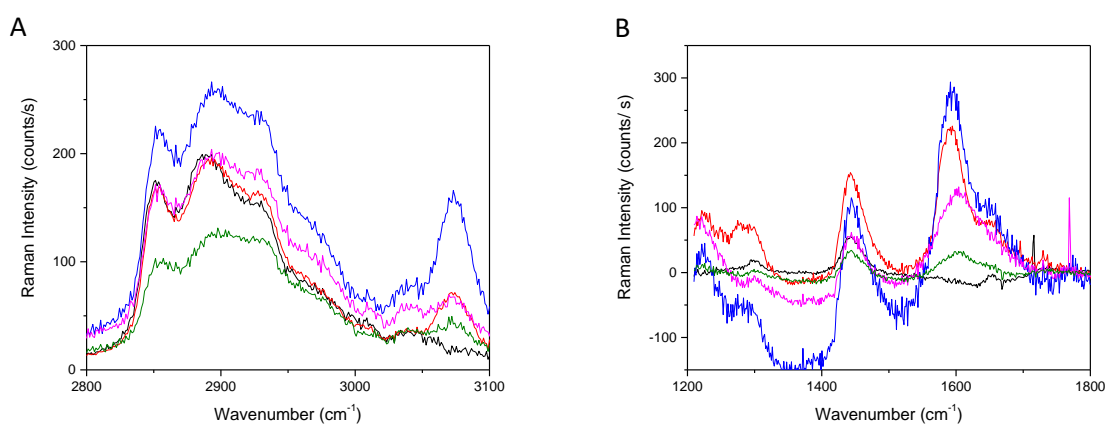 A
300
200
100
0
2800
2900
3000
3100
Raman Intensity (counts/s)
Wavenumber (cm⁻¹)
B
300
200
100
0
-100
1200
1400
1600
1800
Raman Intensity (counts/ s)
Wavenumber (cm⁻¹)